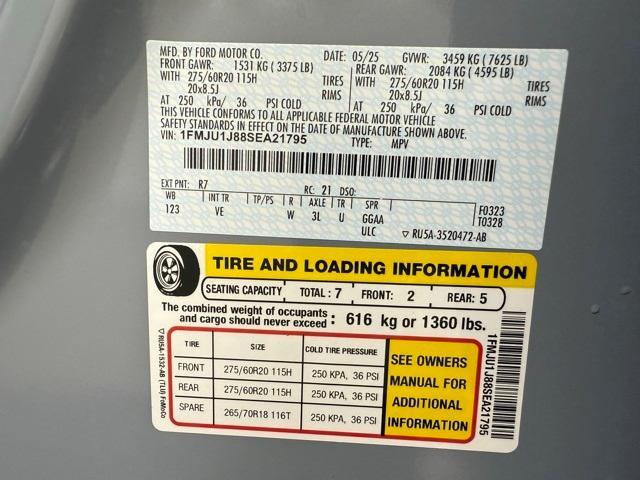 MFD. BY FORD MOTOR CO. DATE: 05/25 GVWR: 3459 KG (7625 LB)
FRONT GAWR: 1531 KG (3375 LB) REAR GAWR: 2084 KG (4595 LB)
WITH 275/60R20 115H TIRES WITH 275/60R20 115H TIRES
20x8.5J RIMS 20x8.5J RIMS
AT 250 kPa/ 36 PSI COLD AT 250 kPa/ 36 PSI COLD
THIS VEHICLE CONFORMS TO ALL APPLICABLE FEDERAL MOTOR VEHICLE
SAFETY STANDARDS IN EFFECT ON THE DATE OF MANUFACTURE SHOWN ABOVE.
VIN: 1FMJU1J88SEA21795 TYPE: MPV
EXT PNT: R7 RC: 21 DSO:
WB INT TR TP/PS R AXLE TR SPR F0323
123 VE W 3L U GGAA T0328
ULC ▽ RU5A-3520472-AB
TIRE AND LOADING INFORMATION
SEATING CAPACITY TOTAL : 7 FRONT: 2 REAR: 5
The combined weight of occupants
and cargo should never exceed : 616 kg or 1360 lbs.
TIRE SIZE COLD TIRE PRESSURE
FRONT 275/60R20 115H 250 KPA, 36 PSI
REAR 275/60R20 115H 250 KPA, 36 PSI
SPARE 265/70R18 116T 250 KPA, 36 PSI
SEE OWNERS
MANUAL FOR
ADDITIONAL
INFORMATION
▽ RU5A-1532-AB (TLU) FoMoCo
1FMJU1J88SEA21795